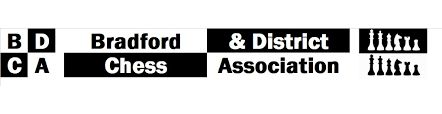 B D Bradford & District
C A Chess Association